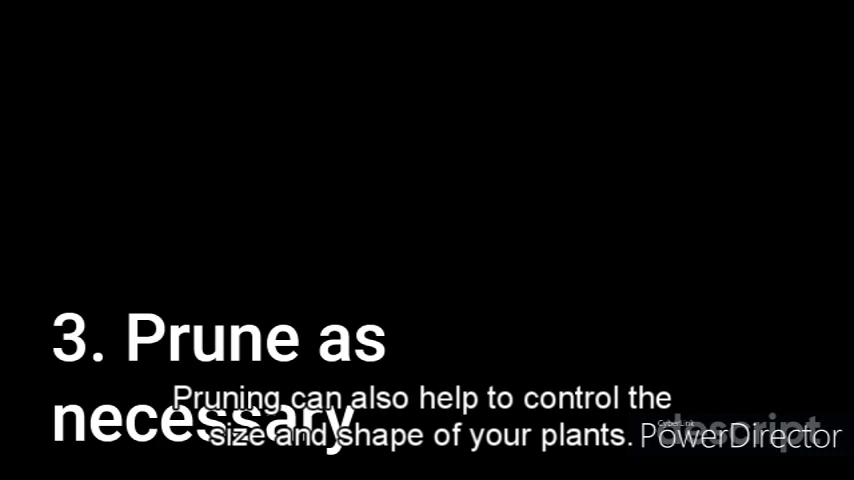 3. Prune as
necessary
Pruning can also help to control the
size and shape of your plants.
descript
CyberLink
PowerDirector